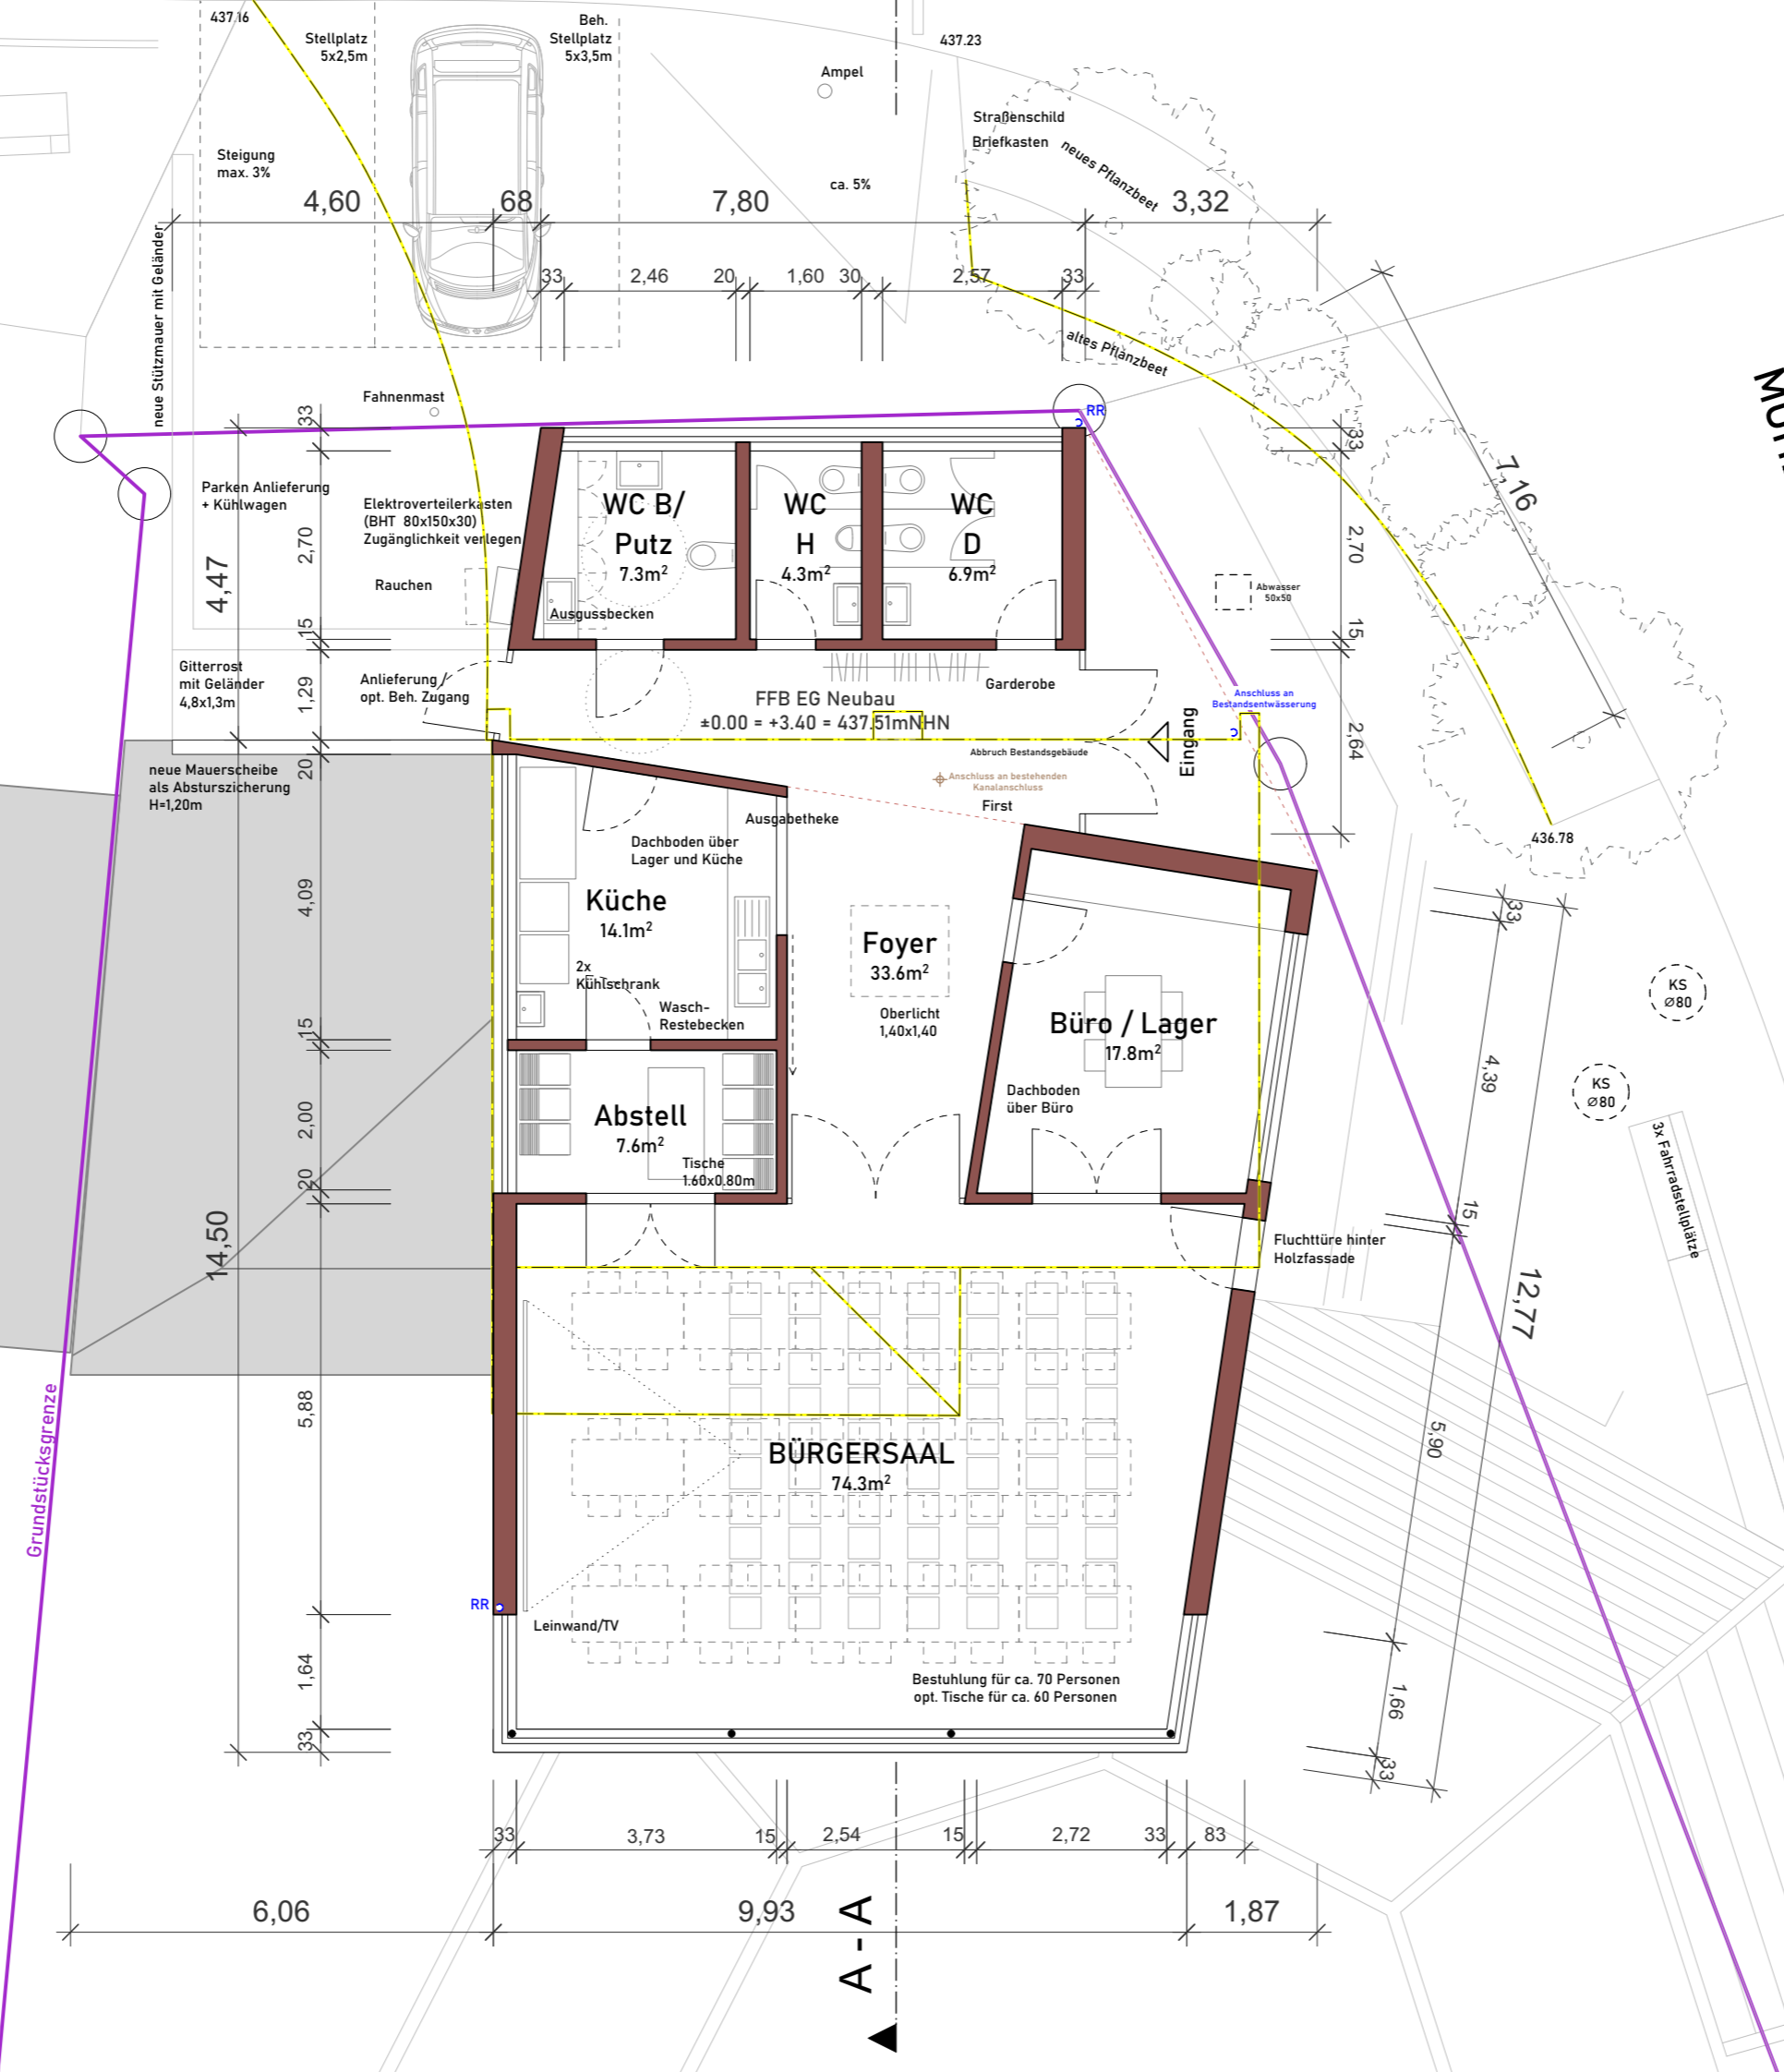 437.16
Stellplatz
5x2,5m
Beh.
Stellplatz
5x3,5m
437.23
Ampel
Straßenschild
Briefkasten
neues Pflanzbeet
Steigung
max. 3%
ca. 5%
4,60
68
7,80
3,32
neue Stützmauer mit Geländer
33
2,46
20
1,60
30
2,57
33
altes Pflanzbeet
Fahnenmast
RR
33
33
7,16
Parken Anlieferung
+ Kühlwagen
Elektroverteilerkasten
(BHT 80x150x30)
Zugänglichkeit verlegen
WC B/
Putz
7.3m²
WC
H
4.3m²
WC
D
6.9m²
2,70
4,47
2,70
Rauchen
Ausgussbecken
Abwasser
50x50
15
15
Gitterrost
mit Geländer
4,8x1,3m
1,29
Anlieferung /
opt. Beh. Zugang
Garderobe
FFB EG Neubau
±0.00 = +3.40 = 437.51mNHN
Anschluss an
Bestandsentwässerung
Eingang
2,64
Abbruch Bestandsgebäude
neue Mauerscheibe
als Absturszicherung
H=1,20m
20
Anschluss an bestehenden
Kanalanschluss
First
Ausgabetheke
436.78
Dachboden über
Lager und Küche
4,09
Küche
14.1m²
Foyer
33.6m²
33
2x
Kühlschrank
Wasch-
Restebecken
Oberlicht
1,40x1,40
Büro / Lager
17.8m²
KS
⌀80
KS
⌀80
15
4,39
Dachboden
über Büro
2,00
Abstell
7.6m²
Tische
1.60x0.80m
3x Fahrradstellplätze
20
15
14,50
Fluchttüre hinter
Holzfassade
12,77
5,88
5,90
Grundstücksgrenze
BÜRGERSAAL
74.3m²
RR
Leinwand/TV
1,64
Bestuhlung für ca. 70 Personen
opt. Tische für ca. 60 Personen
1,66
33
33
33
3,73
15
2,54
15
2,72
33
83
6,06
9,93
1,87
A - A